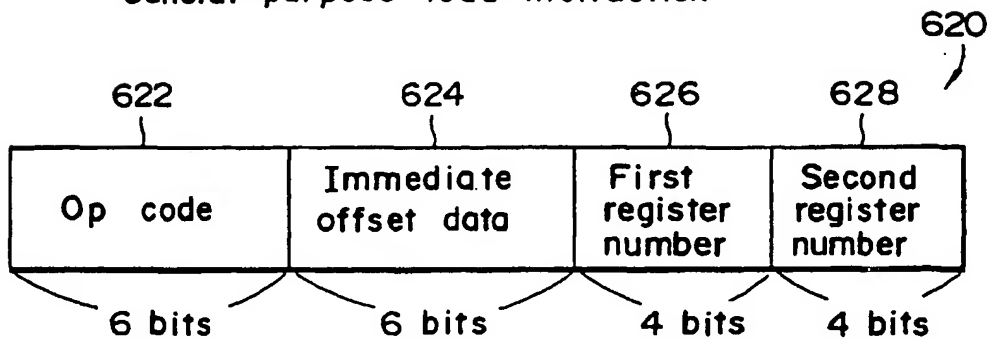 purpose
620
622 624 626 628
Op code
Immediate
offset data
First
register
number
Second
register
number
6 bits 6 bits 4 bits 4 bits